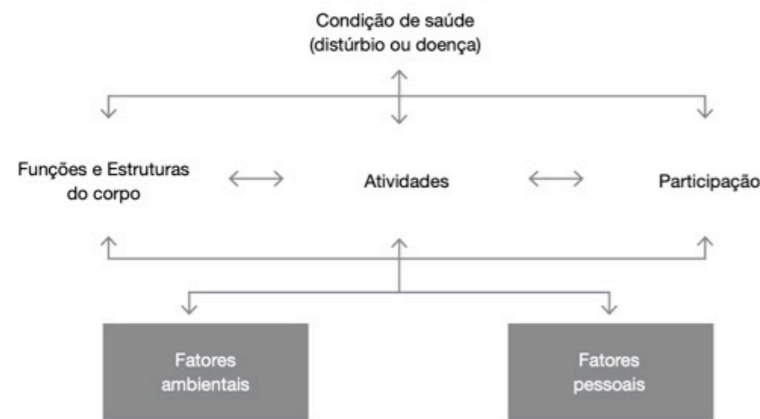 Condição de saúde
(distúrbio ou doença)
Funções e Estruturas
do corpo
Atividades
Participação
Fatores
ambientais
Fatores
pessoais